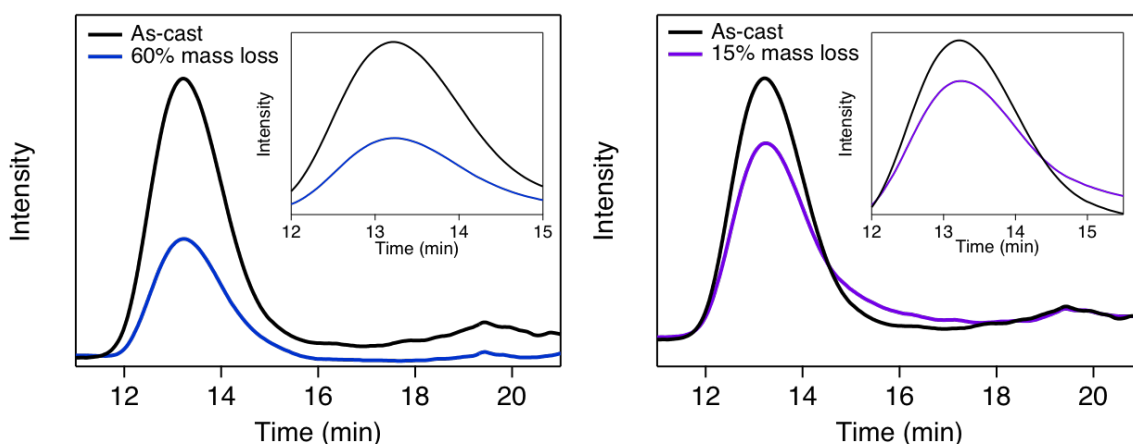 As-cast
60% mass loss
Intensity
12 13 14 15
Time (min)
Intensity
12 14 16 18 20
Time (min)
As-cast
15% mass loss
Intensity
12 13 14 15
Time (min)
Intensity
12 14 16 18 20
Time (min)